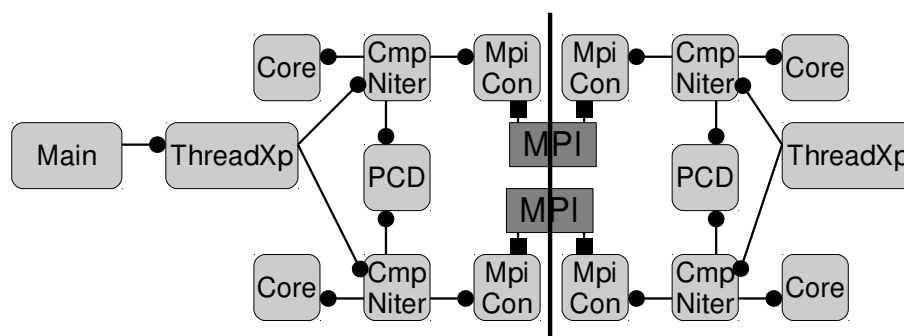 Core
Cmp
Niter
Mpi
Con
Mpi
Con
Cmp
Niter
Core
Main
ThreadXp
PCD
MPI
PCD
ThreadXp
MPI
Core
Cmp
Niter
Mpi
Con
Mpi
Con
Cmp
Niter
Core